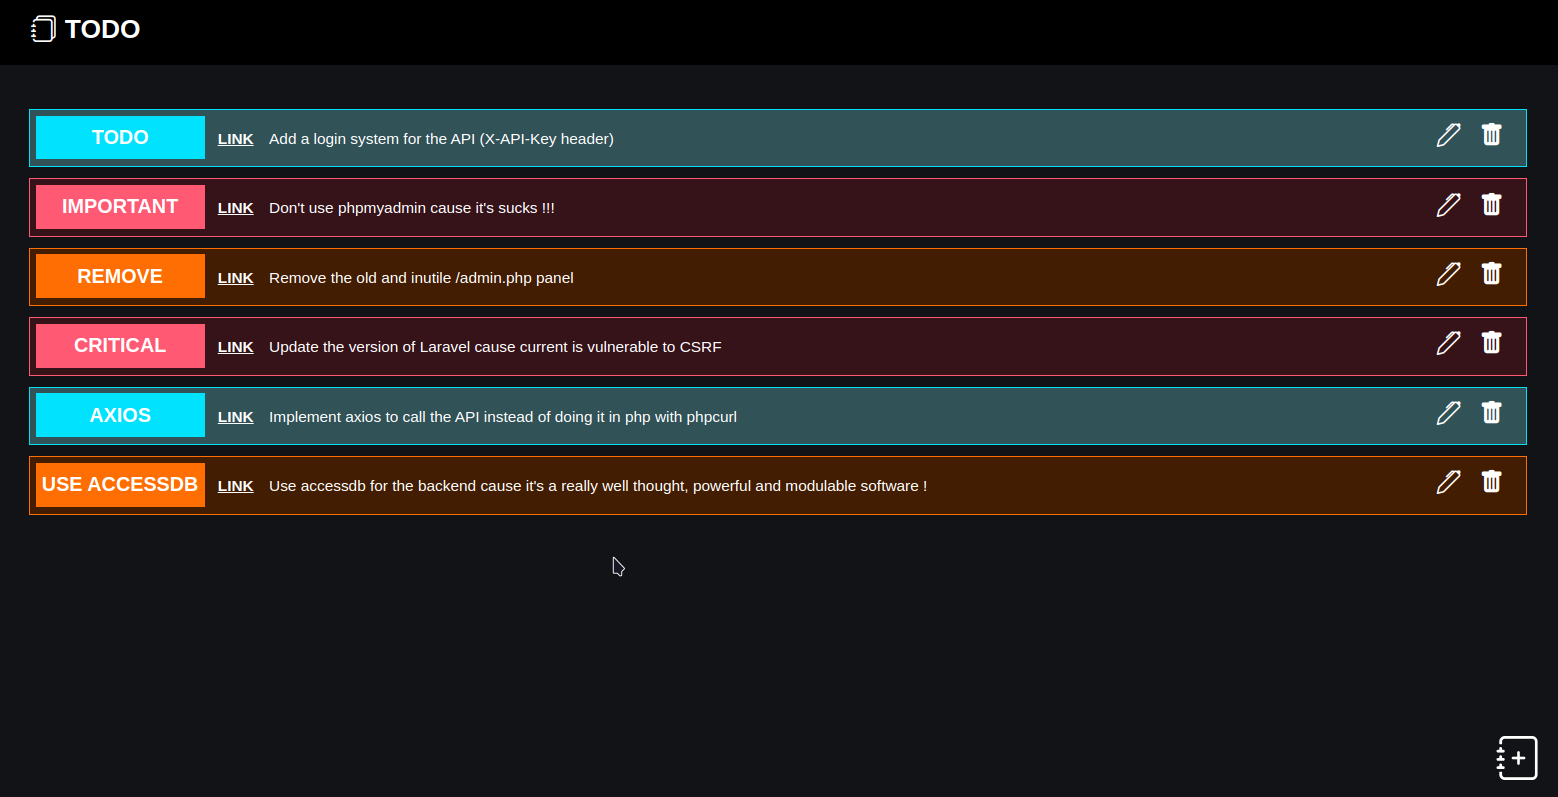 TODO
TODO LINK Add a login system for the API (X-API-Key header)
IMPORTANT LINK Don't use phpmyadmin cause it's sucks !!!
REMOVE LINK Remove the old and inutile /admin.php panel
CRITICAL LINK Update the version of Laravel cause current is vulnerable to CSRF
AXIOS LINK Implement axios to call the API instead of doing it in php with phpcurl
USE ACCESSDB LINK Use accessdb for the backend cause it's a really well thought, powerful and modulable software !